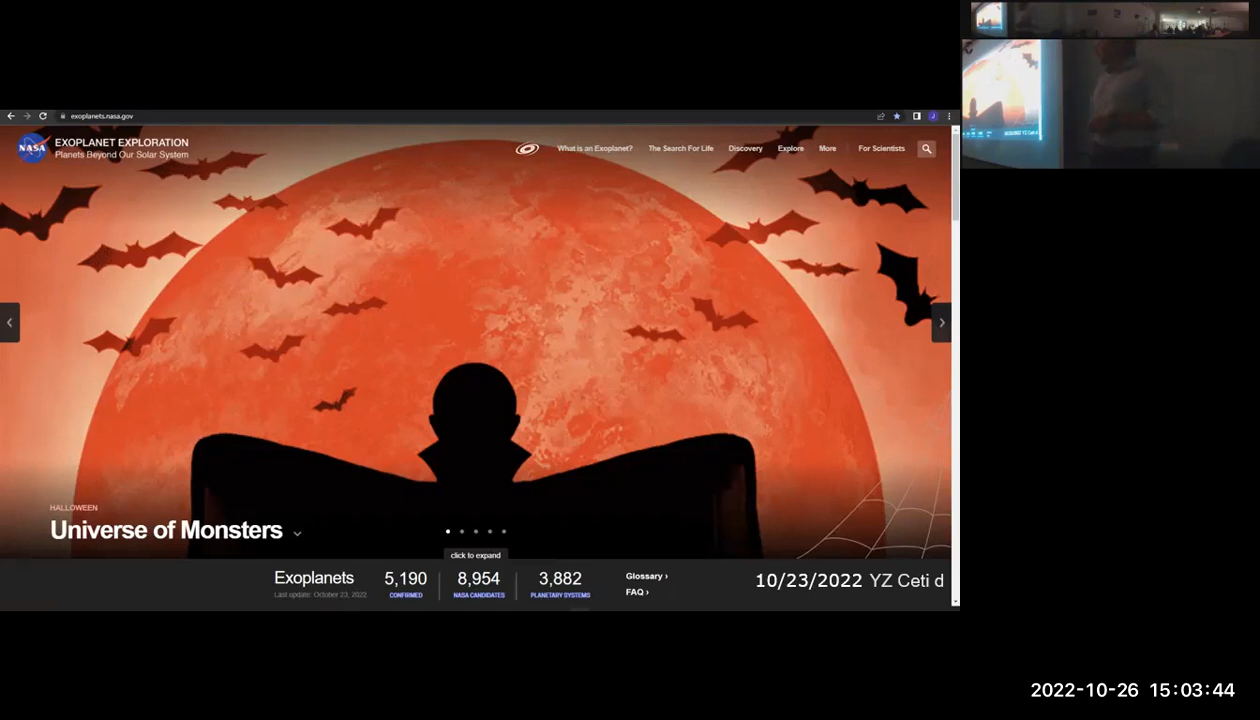 exoplanets.nasa.gov
J
NASA
EXOPLANET EXPLORATION
Planets Beyond Our Solar System
What is an Exoplanet?
The Search For Life
Discovery
Explore
More
For Scientists
HALLOWEEN
Universe of Monsters
click to expand
Exoplanets
Last update: October 23, 2022
5,190
CONFIRMED
8,954
NASA CANDIDATES
3,882
PLANETARY SYSTEMS
Glossary ›
FAQ ›
10/23/2022 YZ Ceti d
2022-10-26 15:03:44